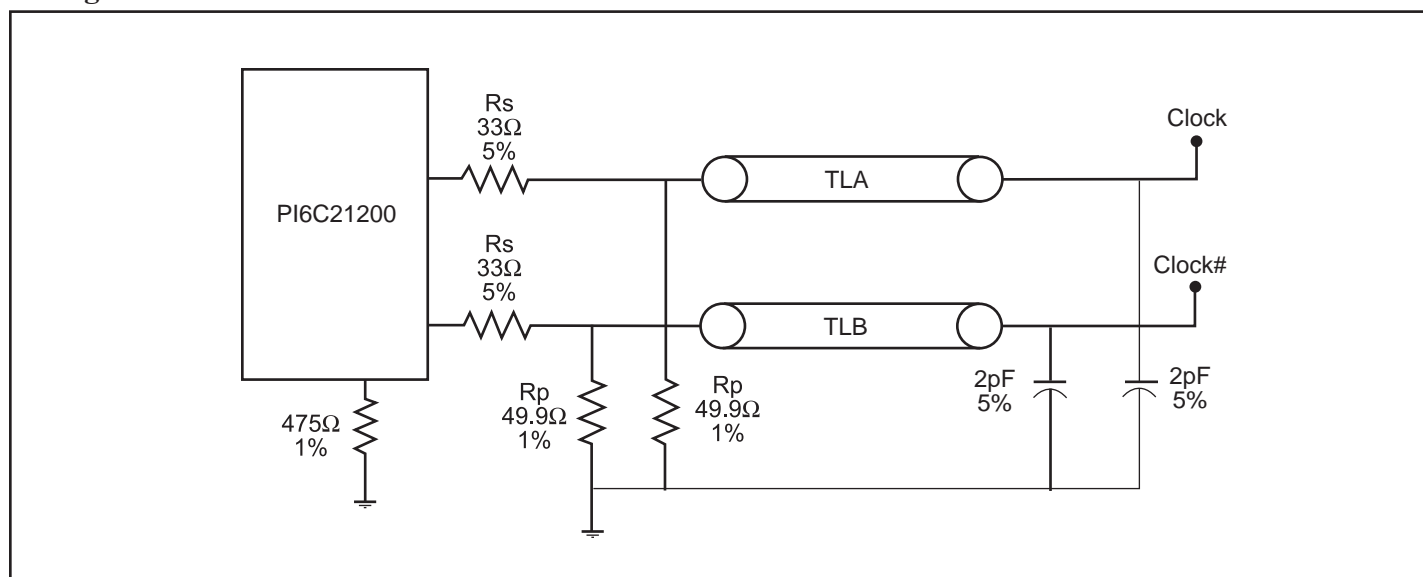 Rs
33Ω
5%
Clock
TLA
PI6C21200
Rs
33Ω
5%
Clock#
TLB
Rp
49.9Ω
1%
Rp
49.9Ω
1%
2pF
5%
2pF
5%
475Ω
1%